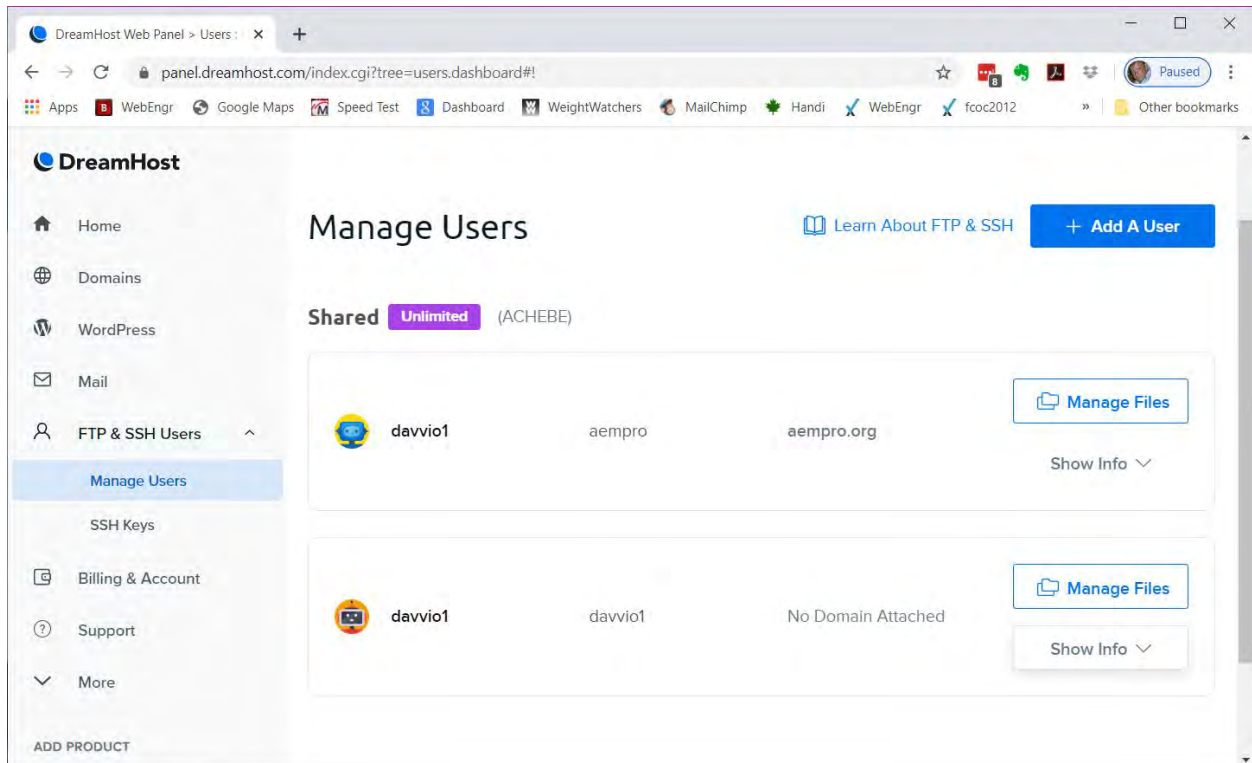 DreamHost Web Panel > Users :
panel.dreamhost.com/index.cgi?tree=users.dashboard#!
8
Paused
Apps B WebEngr Google Maps M Speed Test 8 Dashboard W WeightWatchers MailChimp Handi WebEngr fcoc2012 » Other bookmarks
DreamHost
Home
Domains
WordPress
Mail
FTP & SSH Users
Manage Users
SSH Keys
Billing & Account
? Support
More
ADD PRODUCT
Manage Users
Learn About FTP & SSH
+ Add A User
Shared Unlimited (ACHEBE)
davvio1 aempro aempro.org
Manage Files
Show Info
davvio1 davvio1 No Domain Attached
Manage Files
Show Info